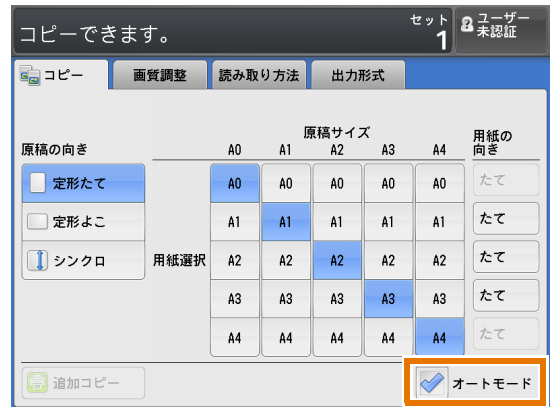 コピーできます。
セット
1
ユーザー
未認証
コピー 画質調整 読み取り方法 出力形式
原稿サイズ
用紙の
向き
原稿の向き A0 A1 A2 A3 A4
定形たて A0 A0 A0 A0 A0 たて
定形よこ A1 A1 A1 A1 A1 たて
シンクロ 用紙選択 A2 A2 A2 A2 A2 たて
A3 A3 A3 A3 A3 たて
A4 A4 A4 A4 A4 たて
追加コピー オートモード